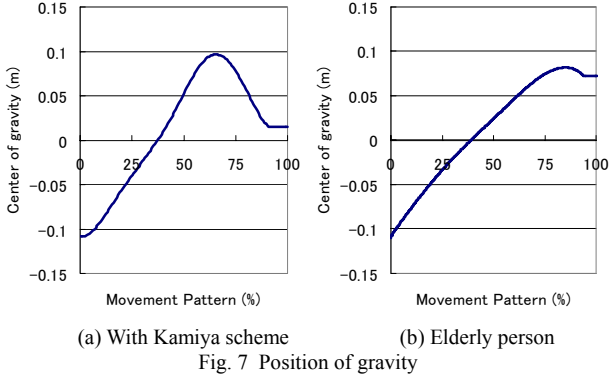 0.15
0.1
0.05
0
-0.05
-0.1
-0.15
0 25 50 75 100
Center of gravity (m)
Movement Pattern (%)
(a) With Kamiya scheme
0.15
0.1
0.05
0
-0.05
-0.1
-0.15
0 25 50 75 100
Center of gravity (m)
Movement Pattern (%)
(b) Elderly person
Fig. 7 Position of gravity